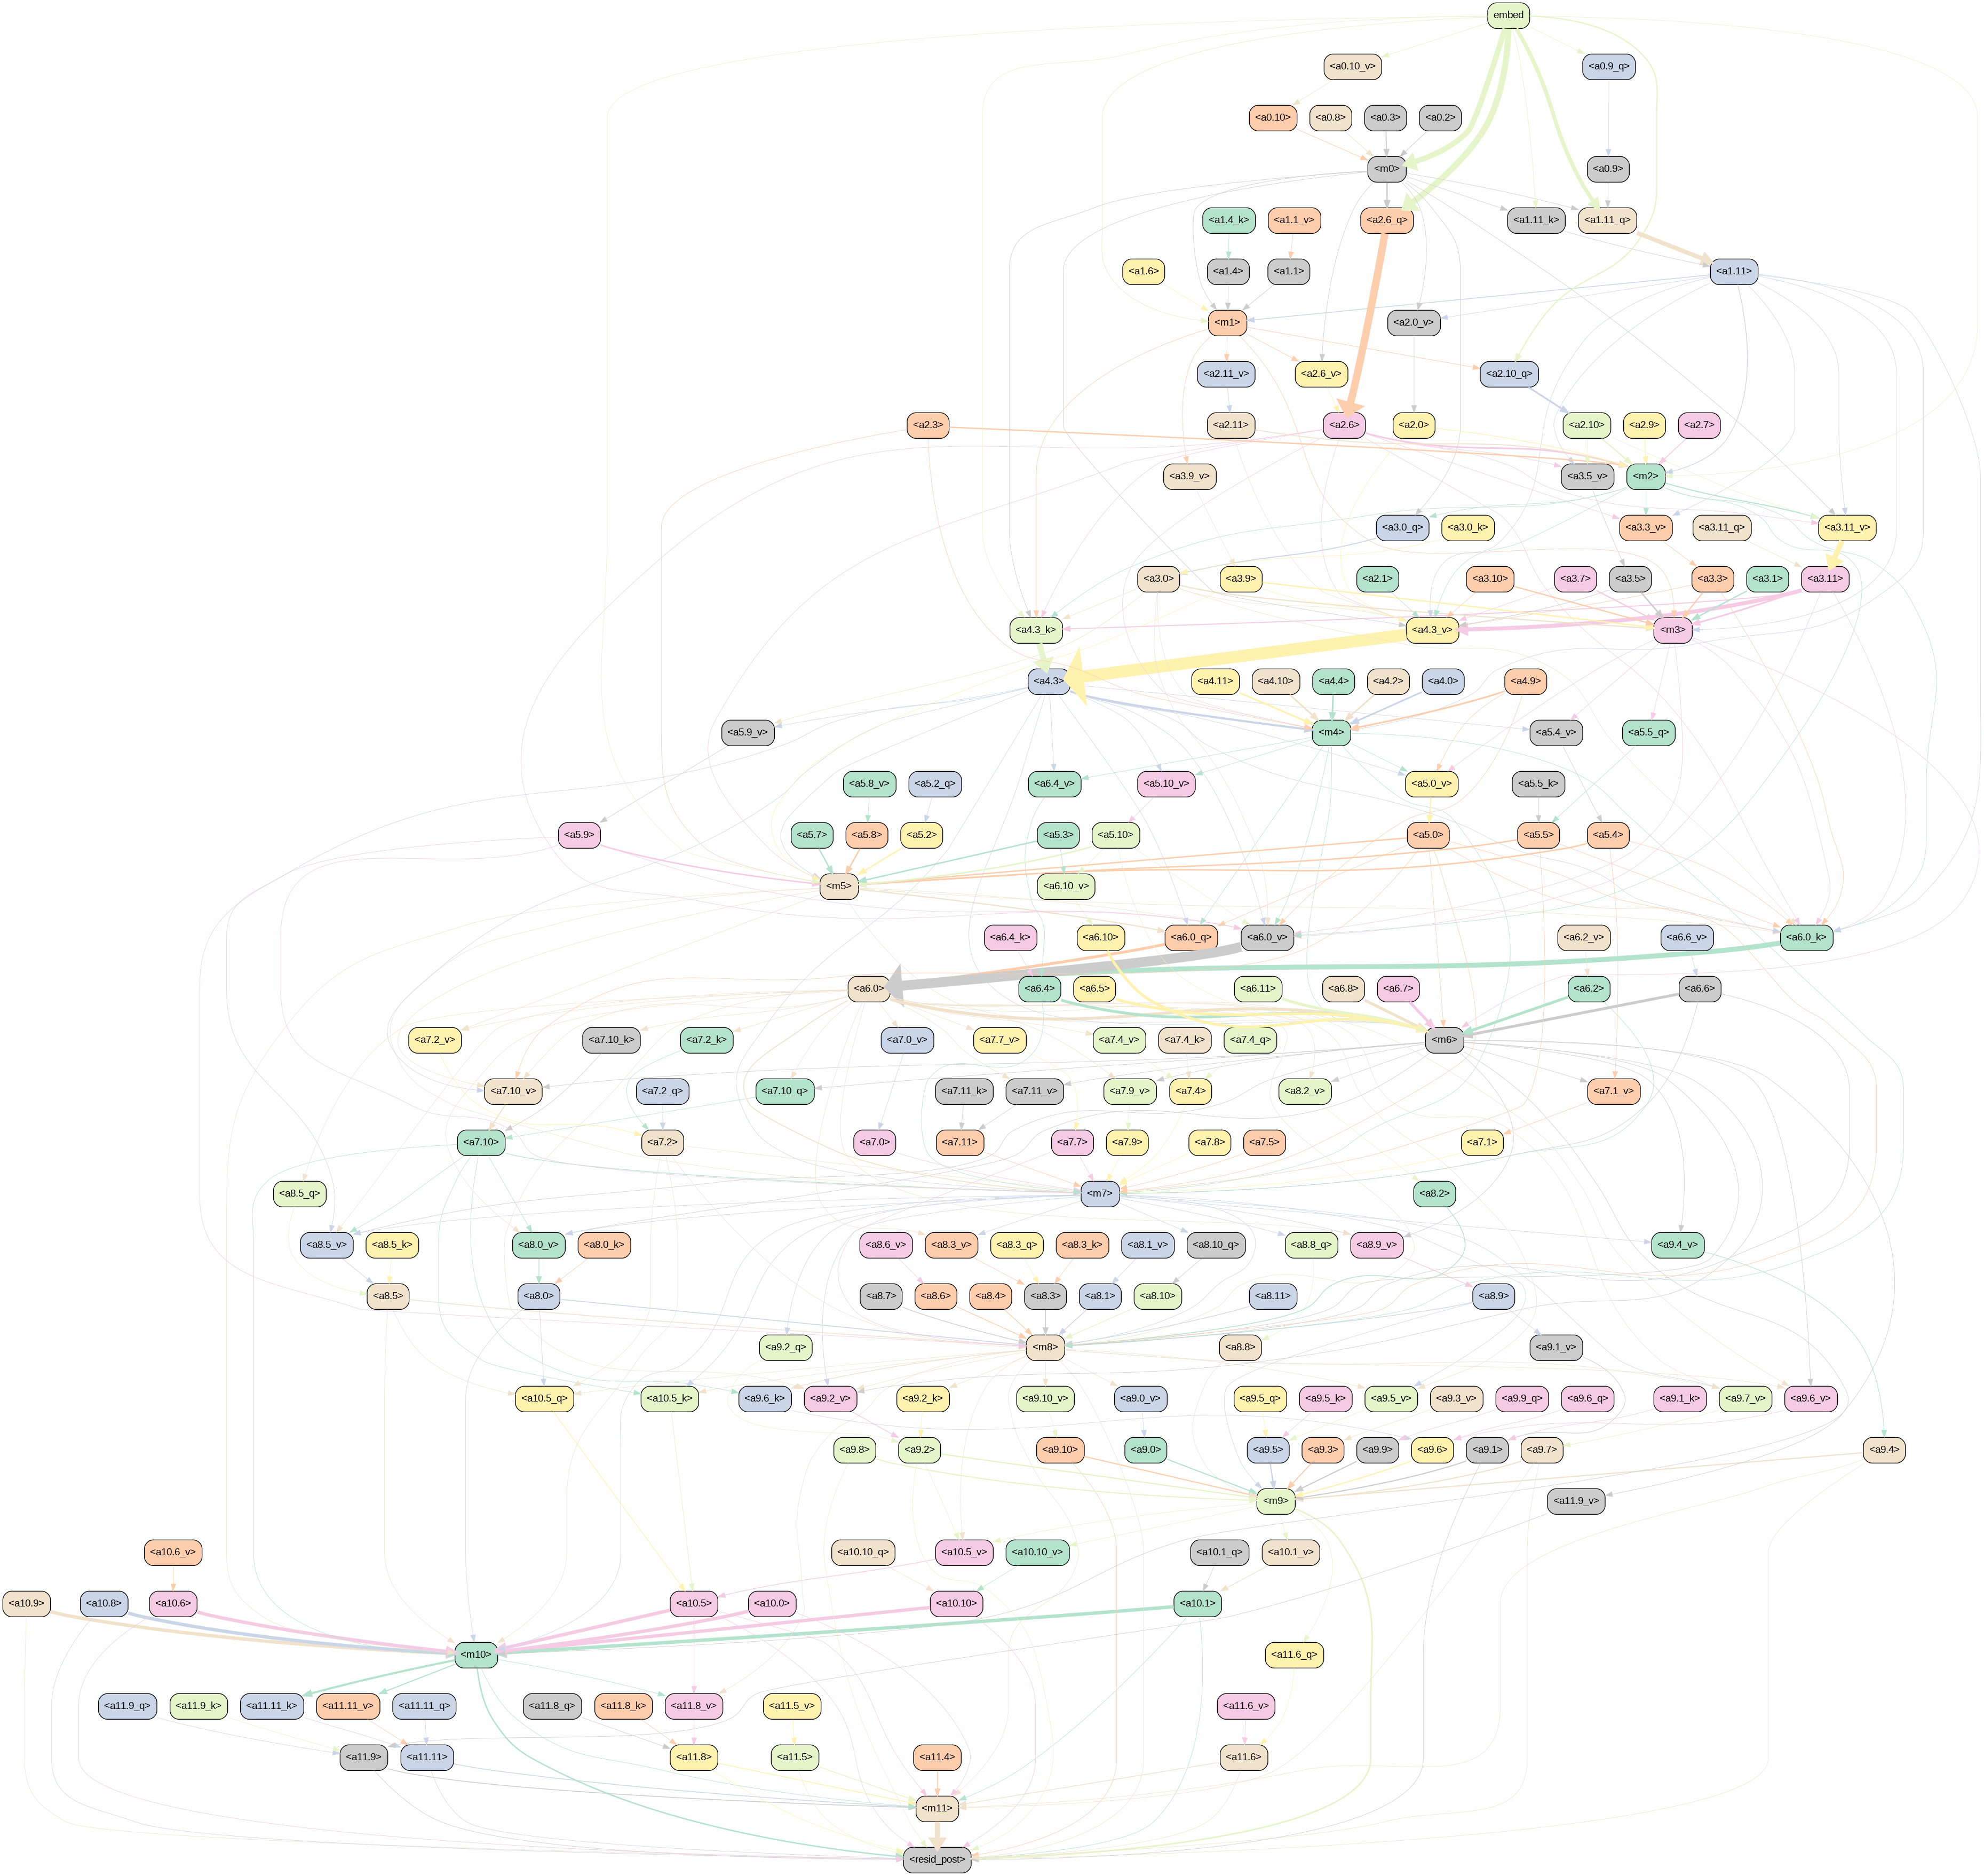 embed
<a0.10_v> <a0.9_q>
<a0.10> <a0.8> <a0.3> <a0.2>
<m0> <a0.9>
<a1.4_k> <a1.1_v> <a2.6_q> <a1.11_k> <a1.11_q>
<a1.6> <a1.4> <a1.1> <a1.11>
<m1> <a2.0_v>
<a2.11_v> <a2.6_v> <a2.10_q>
<a2.3> <a2.11> <a2.6> <a2.0> <a2.10> <a2.9> <a2.7>
<a3.9_v> <a3.5_v> <m2>
<a3.0_q> <a3.0_k> <a3.3_v> <a3.11_q> <a3.11_v>
<a3.0> <a3.9> <a2.1> <a3.10> <a3.7> <a3.5> <a3.3> <a3.1> <a3.11>
<a4.3_k> <a4.3_v> <m3>
<a4.3> <a4.11> <a4.10> <a4.4> <a4.2> <a4.0> <a4.9>
<a5.9_v> <m4> <a5.4_v> <a5.5_q>
<a5.8_v> <a5.2_q> <a6.4_v> <a5.10_v> <a5.0_v> <a5.5_k>
<a5.9> <a5.7> <a5.8> <a5.2> <a5.3> <a5.10> <a5.0> <a5.5> <a5.4>
<m5> <a6.10_v>
<a6.4_k> <a6.10> <a6.0_q> <a6.0_v> <a6.2_v> <a6.6_v> <a6.0_k>
<a6.0> <a6.4> <a6.5> <a6.11> <a6.8> <a6.7> <a6.2> <a6.6>
<a7.2_v> <a7.10_k> <a7.2_k> <a7.0_v> <a7.7_v> <a7.4_v> <a7.4_k> <a7.4_q> <m6>
<a7.10_v> <a7.2_q> <a7.10_q> <a7.11_k> <a7.11_v> <a7.9_v> <a7.4> <a8.2_v> <a7.1_v>
<a7.10> <a7.2> <a7.0> <a7.11> <a7.7> <a7.9> <a7.8> <a7.5> <a7.1>
<a8.5_q> <m7> <a8.2>
<a8.5_v> <a8.5_k> <a8.0_v> <a8.0_k> <a8.6_v> <a8.3_v> <a8.3_q> <a8.3_k> <a8.1_v> <a8.10_q> <a8.8_q> <a8.9_v> <a9.4_v>
<a8.5> <a8.0> <a8.7> <a8.6> <a8.4> <a8.3> <a8.1> <a8.10> <a8.11> <a8.9>
<a9.2_q> <m8> <a8.8> <a9.1_v>
<a10.5_q> <a10.5_k> <a9.6_k> <a9.2_v> <a9.2_k> <a9.10_v> <a9.0_v> <a9.5_q> <a9.5_k> <a9.5_v> <a9.3_v> <a9.9_q> <a9.6_q> <a9.1_k> <a9.7_v> <a9.6_v>
<a9.8> <a9.2> <a9.10> <a9.0> <a9.5> <a9.3> <a9.9> <a9.6> <a9.1> <a9.7> <a9.4>
<m9> <a11.9_v>
<a10.6_v> <a10.10_q> <a10.5_v> <a10.10_v> <a10.1_q> <a10.1_v>
<a10.9> <a10.8> <a10.6> <a10.5> <a10.0> <a10.10> <a10.1>
<m10> <a11.6_q>
<a11.9_q> <a11.9_k> <a11.11_k> <a11.11_v> <a11.11_q> <a11.8_q> <a11.8_k> <a11.8_v> <a11.5_v> <a11.6_v>
<a11.9> <a11.11> <a11.8> <a11.5> <a11.4> <a11.6>
<m11>
<resid_post>